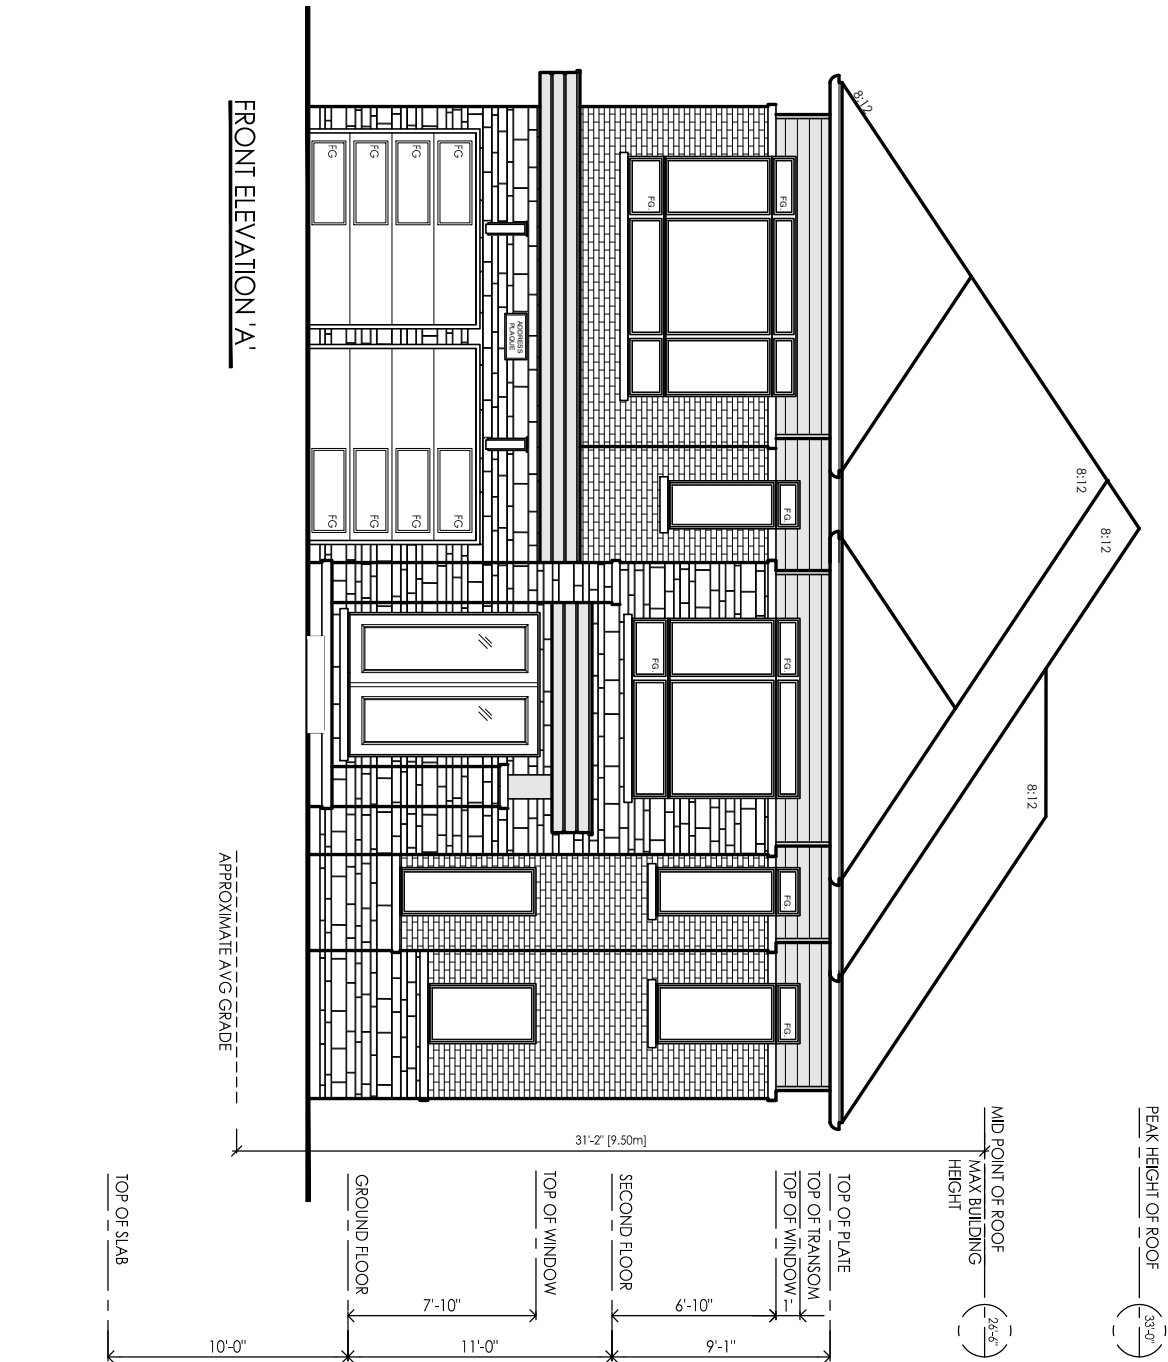 PEAK HEIGHT OF ROOF
33'-0"
MID POINT OF ROOF
MAX BUILDING
HEIGHT
26'-6"
TOP OF PLATE
TOP OF TRANSOM
TOP OF WINDOW
SECOND FLOOR
TOP OF WINDOW
GROUND FLOOR
TOP OF SLAB
9'-1"
1'-
6'-10"
11'-0"
7'-10"
10'-0"
31'-2" [9.50m]
8:12
8:12
8:12
8:12
FG.
FG.
FG.
FG.
FG.
FG.
FG.
ADDRESS
PLAQUE
FG
FG
FG
FG
FG
FG
FG
FG
APPROXIMATE AVG GRADE
FRONT ELEVATION 'A'